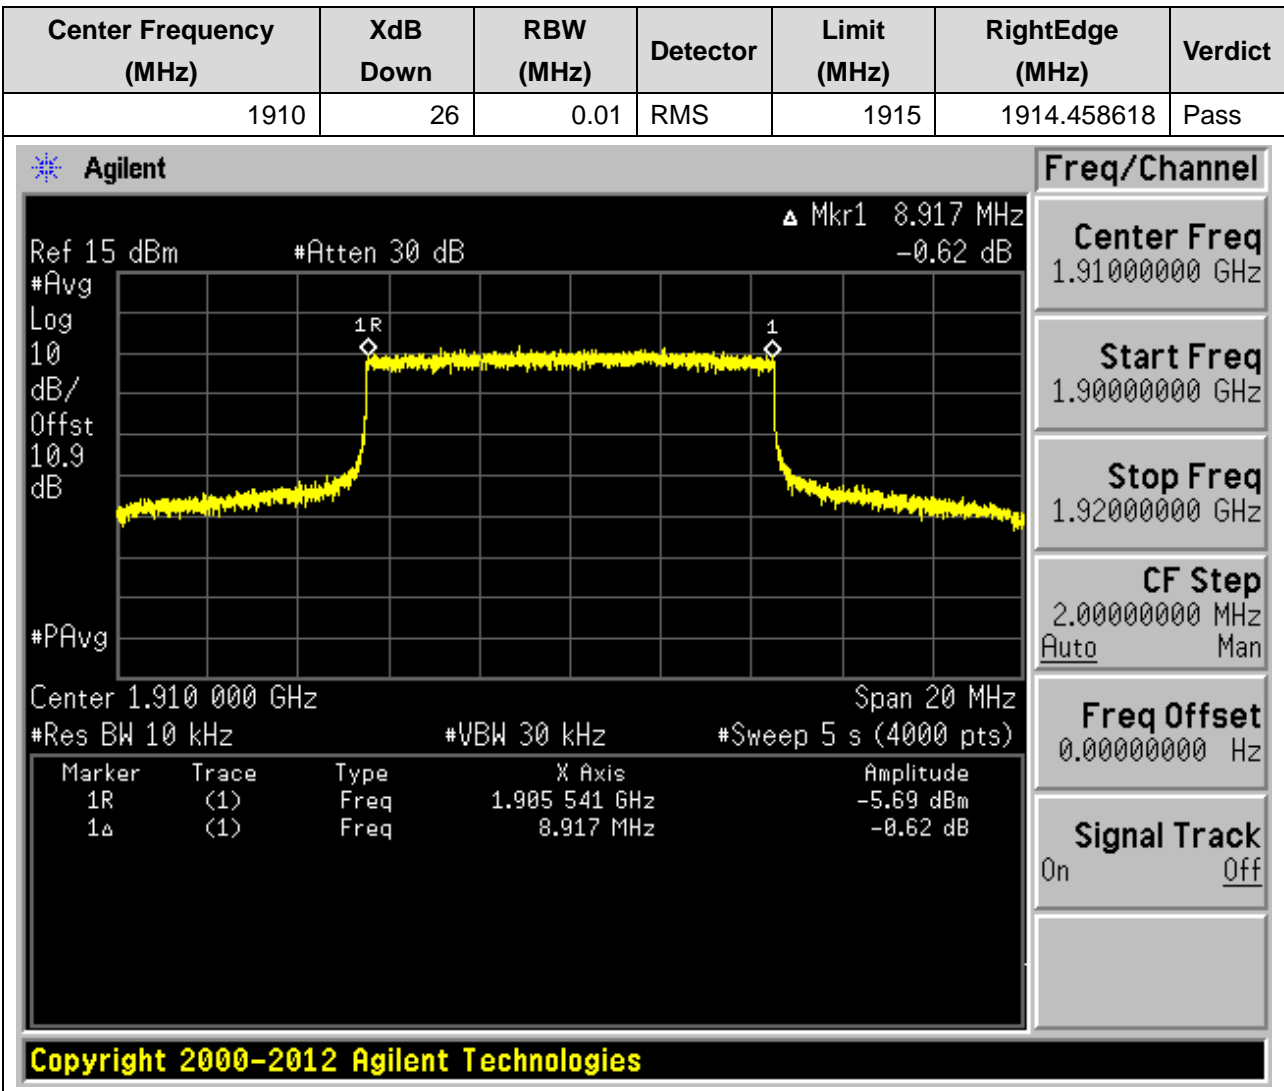 Center Frequency (MHz) XdB Down RBW (MHz) Detector Limit (MHz) RightEdge (MHz) Verdict
1910 26 0.01 RMS 1915 1914.458618 Pass
Agilent
Freq/Channel
Δ Mkr1 8.917 MHz
Ref 15 dBm #Atten 30 dB -0.62 dB
#Avg
Log
10
dB/
Offst
10.9
dB
#PAvg
1R
1
Center 1.910 000 GHz Span 20 MHz
#Res BW 10 kHz #VBW 30 kHz #Sweep 5 s (4000 pts)
Marker Trace Type X Axis Amplitude
1R (1) Freq 1.905 541 GHz -5.69 dBm
1Δ (1) Freq 8.917 MHz -0.62 dB
Center Freq
1.91000000 GHz
Start Freq
1.90000000 GHz
Stop Freq
1.92000000 GHz
CF Step
2.00000000 MHz
Auto Man
Freq Offset
0.00000000 Hz
Signal Track
On Off
Copyright 2000-2012 Agilent Technologies